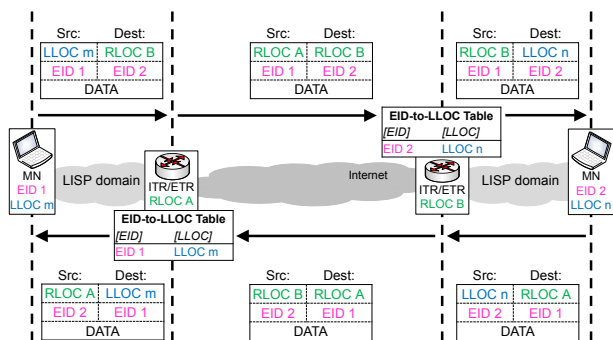 Src: Dest: Src: Dest: Src: Dest:
LLOC m RLOC B RLOC A RLOC B RLOC B LLOC n
EID 1 EID 2 EID 1 EID 2 EID 1 EID 2
DATA DATA DATA
EID-to-LLOC Table
[EID] [LLOC]
EID 2 LLOC n
MN
EID 1
LLOC m
LISP domain
ITR/ETR
RLOC A
Internet
ITR/ETR
RLOC B
LISP domain
MN
EID 2
LLOC n
EID-to-LLOC Table
[EID] [LLOC]
EID 1 LLOC m
Src: Dest: Src: Dest: Src: Dest:
RLOC A LLOC m RLOC B RLOC A LLOC n RLOC A
EID 2 EID 1 EID 2 EID 1 EID 2 EID 1
DATA DATA DATA